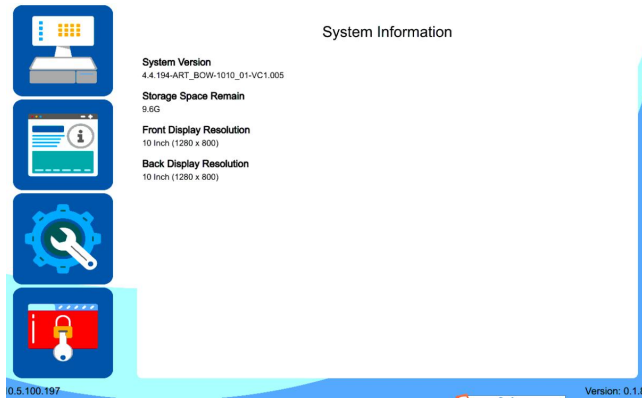 System Information
System Version
4.4.194-ART_BOW-1010_01-VC1.005
Storage Space Remain
9.6G
Front Display Resolution
10 Inch (1280 x 800)
Back Display Resolution
10 Inch (1280 x 800)
0.5.100.197
Version: 0.1.